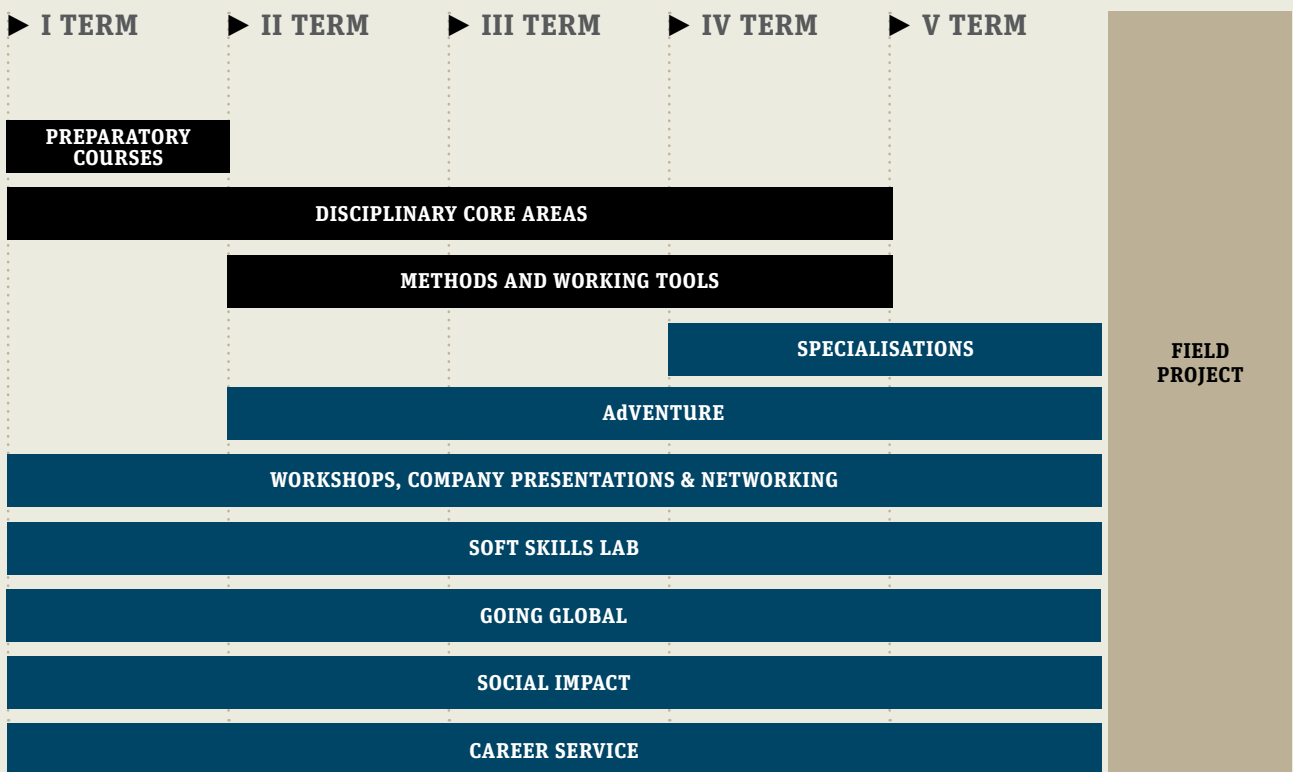 I TERM
II TERM
III TERM
IV TERM
V TERM
PREPARATORY
COURSES
DISCIPLINARY CORE AREAS
METHODS AND WORKING TOOLS
SPECIALISATIONS
FIELD
PROJECT
AdVENTURE
WORKSHOPS, COMPANY PRESENTATIONS & NETWORKING
SOFT SKILLS LAB
GOING GLOBAL
SOCIAL IMPACT
CAREER SERVICE